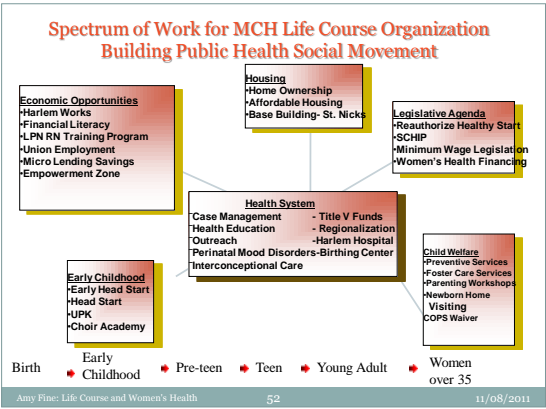 Spectrum of Work for MCH Life Course Organization
Building Public Health Social Movement
Housing
•Home Ownership
•Affordable Housing
•Base Building- St. Nicks
Economic Opportunities
•Harlem Works
•Financial Literacy
•LPN RN Training Program
•Union Employment
•Micro Lending Savings
•Empowerment Zone
Legislative Agenda
•Reauthorize Healthy Start
•SCHIP
•Minimum Wage Legislation
•Women's Health Financing
Health System
Case Management - Title V Funds
Health Education - Regionalization
Outreach -Harlem Hospital
Perinatal Mood Disorders-Birthing Center
Interconceptional Care
Early Childhood
•Early Head Start
•Head Start
•UPK
•Choir Academy
Child Welfare
•Preventive Services
•Foster Care Services
•Parenting Workshops
•Newborn Home
Visiting
COPS Waiver
Birth
Early
Childhood
Pre-teen
Teen
Young Adult
Women
over 35
Amy Fine: Life Course and Women's Health
52
11/08/2011